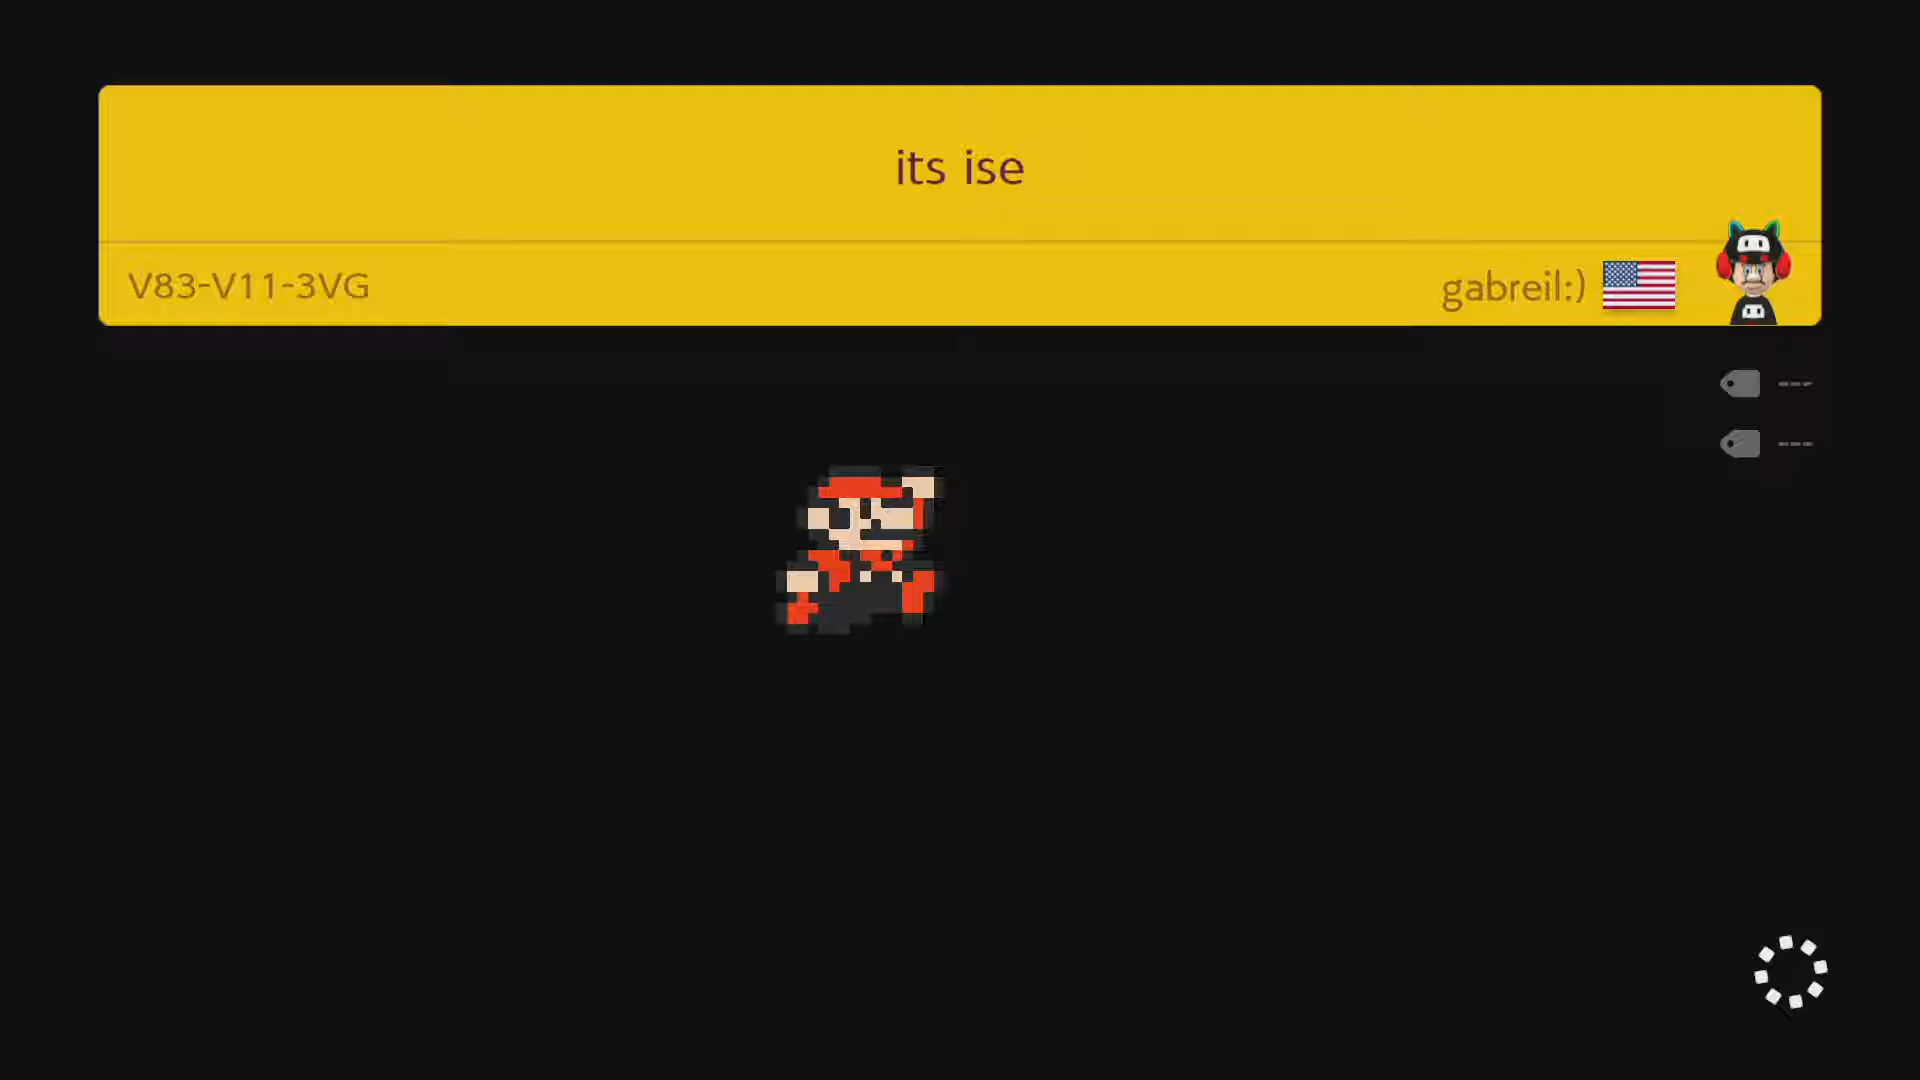 its ise
V83-V11-3VG
gabreil:)
---
---